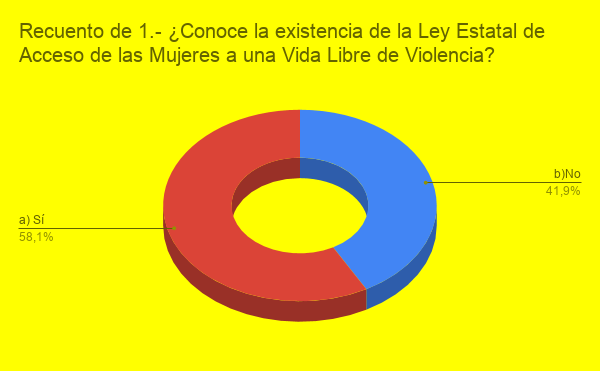 Recuento de 1.- ¿Conoce la existencia de la Ley Estatal de
Acceso de las Mujeres a una Vida Libre de Violencia?
b)No
41,9%
a) Sí
58,1%